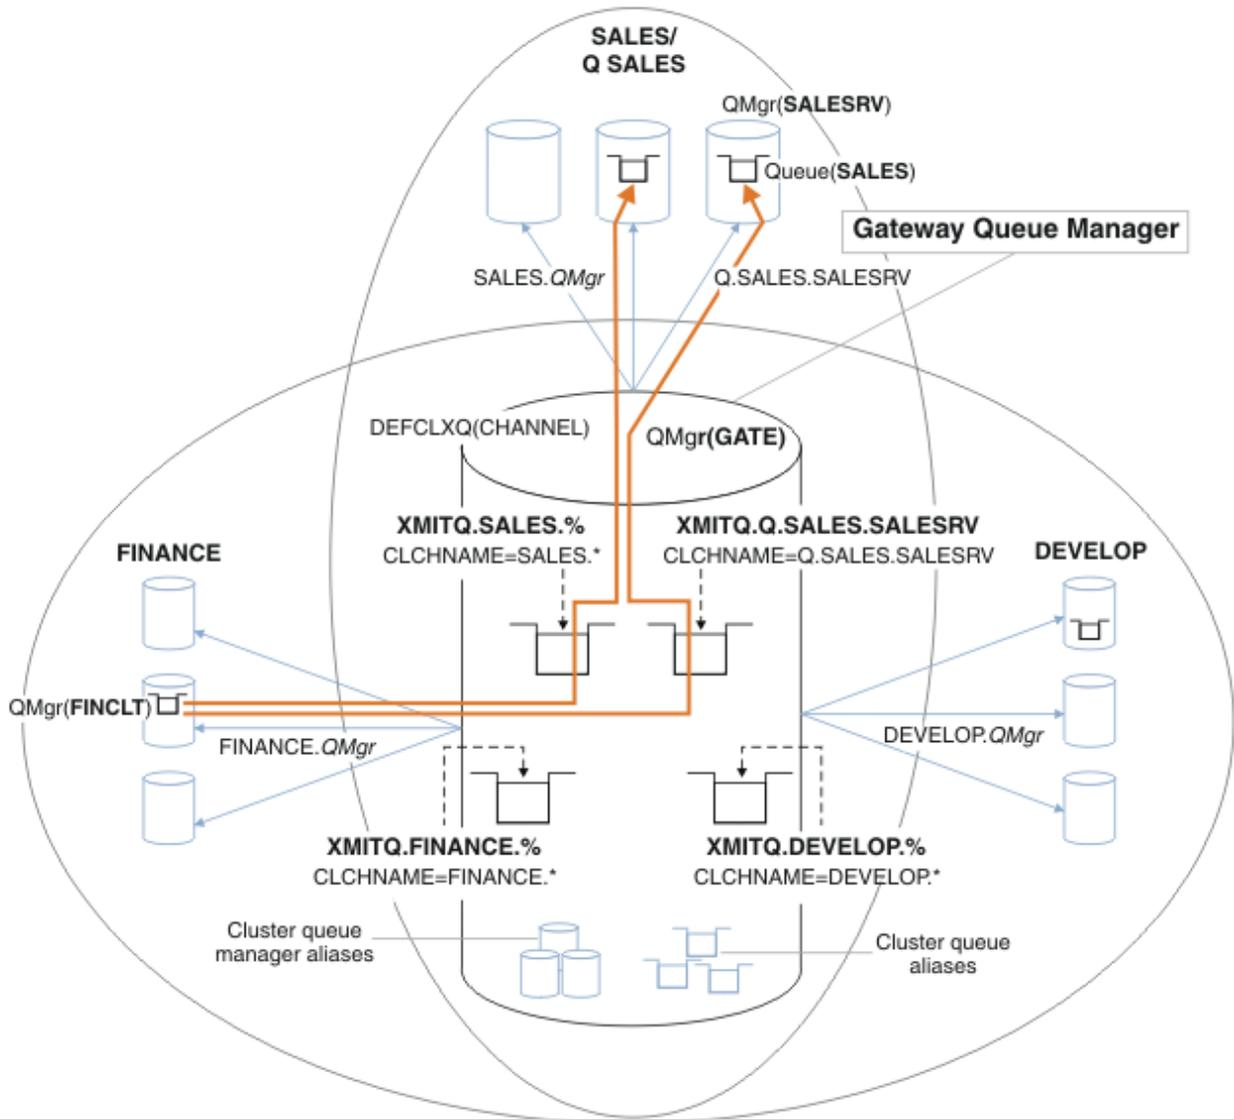 SALES/
Q SALES
QMgr(SALESRV)
Queue(SALES)
Gateway Queue Manager
SALES.QMgr
Q.SALES.SALESRV
DEFCLXQ(CHANNEL)
QMgr(GATE)
XMITQ.SALES.%
CLCHNAME=SALES.*
XMITQ.Q.SALES.SALESRV
CLCHNAME=Q.SALES.SALESRV
FINANCE
DEVELOP
QMgr(FINCLT)
FINANCE.QMgr
DEVELOP.QMgr
XMITQ.FINANCE.%
CLCHNAME=FINANCE.*
XMITQ.DEVELOP.%
CLCHNAME=DEVELOP.*
Cluster queue
manager aliases
Cluster queue
aliases